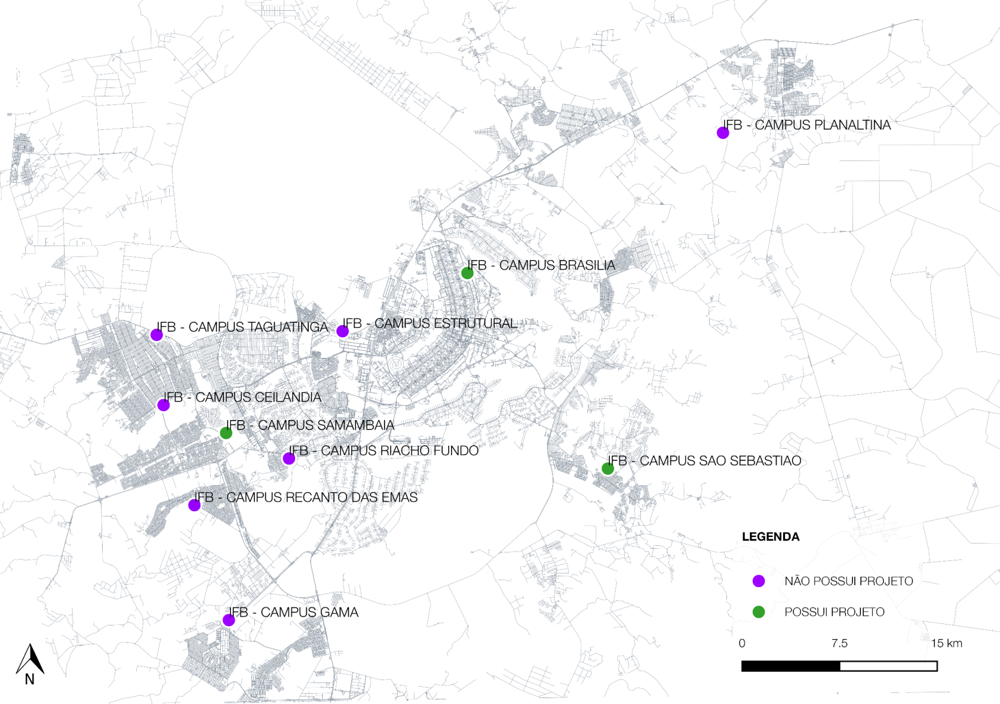 IFB - CAMPUS PLANALTINA
IFB - CAMPUS BRASILIA
IFB - CAMPUS TAGUATINGA
IFB - CAMPUS ESTRUTURAL
IFB - CAMPUS CEILANDIA
IFB - CAMPUS SAMAMBAIA
IFB - CAMPUS RIACHO FUNDO
IFB - CAMPUS SAO SEBASTIAO
IFB - CAMPUS RECANTO DAS EMAS
IFB - CAMPUS GAMA
LEGENDA
NÃO POSSUI PROJETO
POSSUI PROJETO
0 7.5 15 km
N